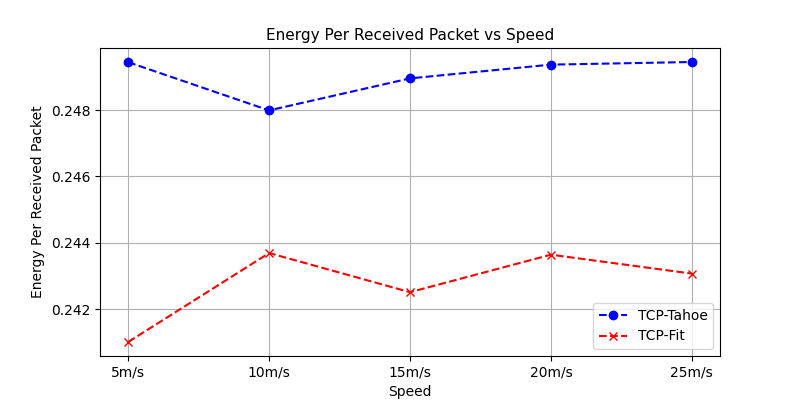 Energy Per Received Packet vs Speed
Energy Per Received Packet
0.248
0.246
0.244
0.242
5m/s 10m/s 15m/s 20m/s 25m/s
Speed
TCP-Tahoe
TCP-Fit